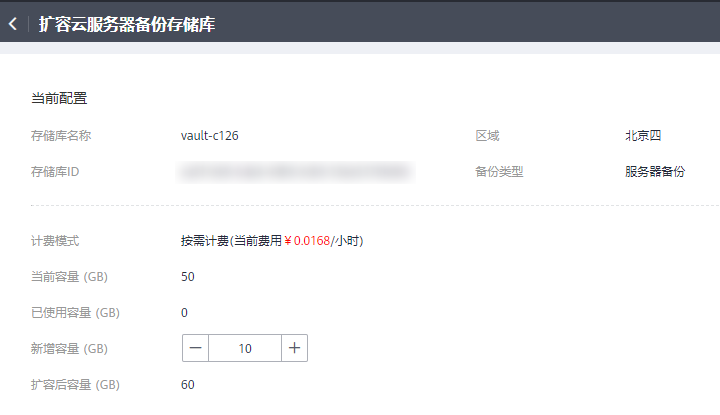 扩容云服务器备份存储库
当前配置
存储库名称 vault-c126 区域 北京四
存储库ID 备份类型 服务器备份
计费模式 按需计费(当前费用¥0.0168/小时)
当前容量 (GB) 50
已使用容量 (GB) 0
新增容量 (GB) — 10 +
扩容后容量 (GB) 60